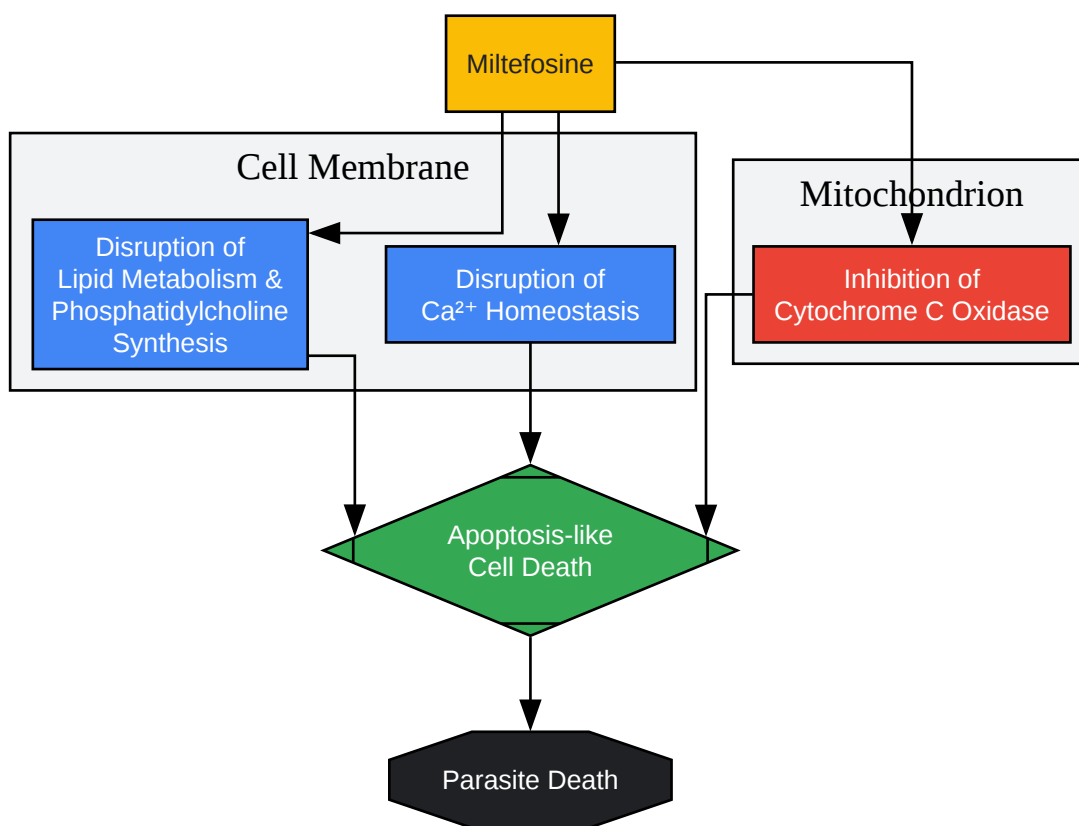 Miltefosine
Cell Membrane
Mitochondrion
Disruption of
Lipid Metabolism &
Phosphatidylcholine
Synthesis
Disruption of
Ca²⁺ Homeostasis
Inhibition of
Cytochrome C Oxidase
Apoptosis-like
Cell Death
Parasite Death